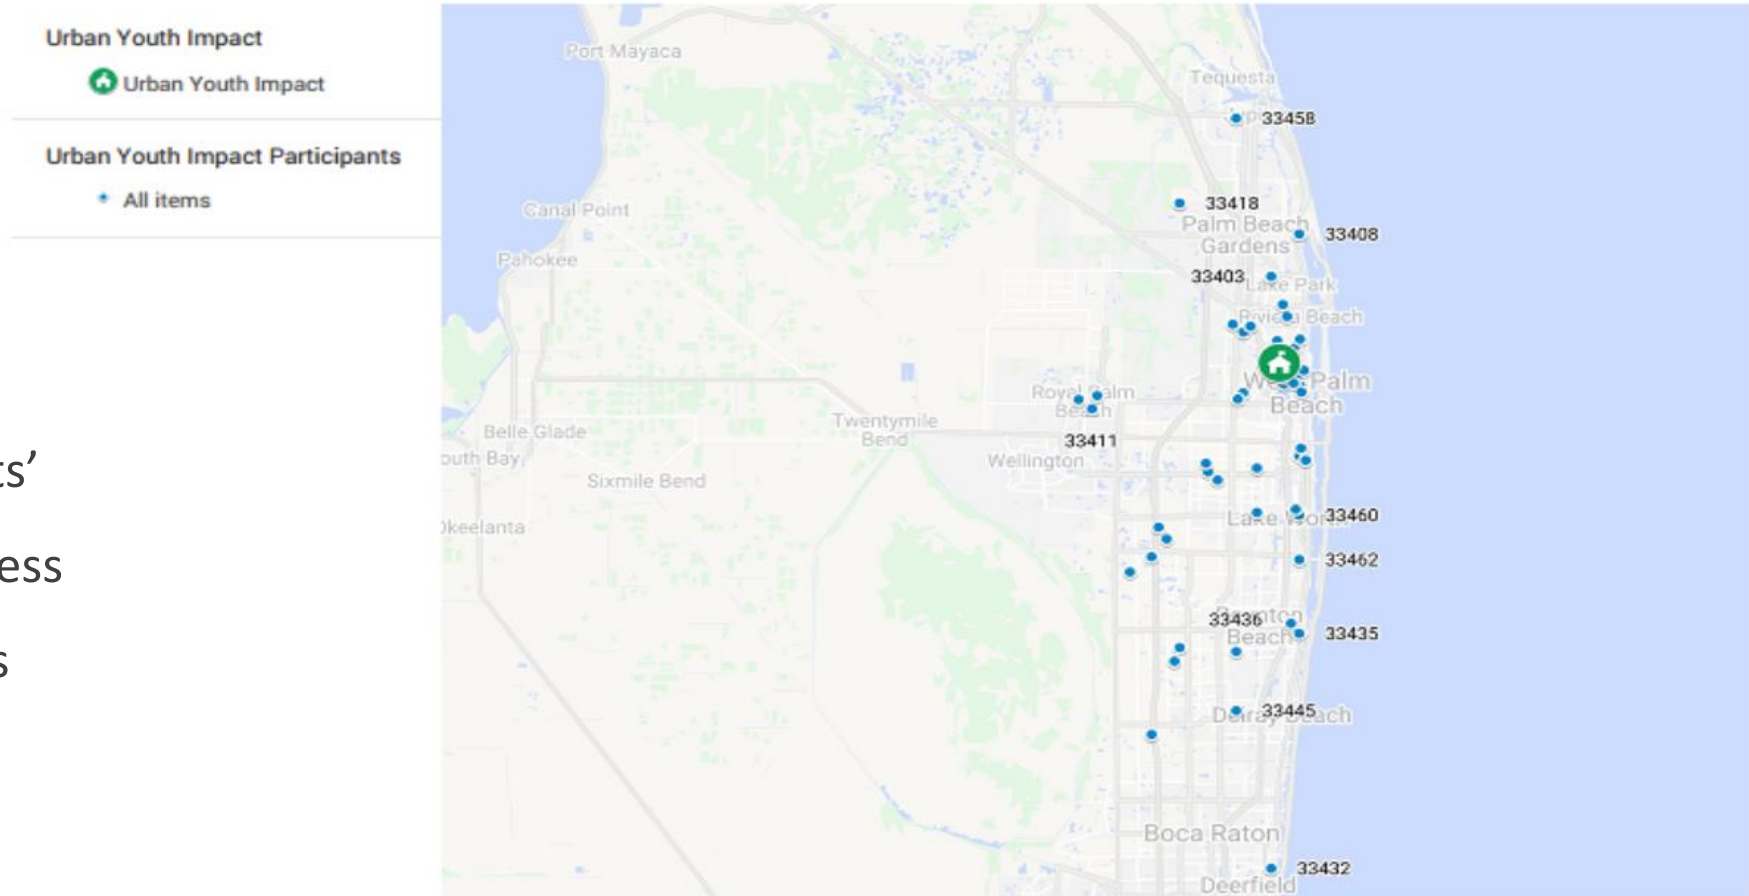 Urban Youth Impact
Urban Youth Impact
Urban Youth Impact Participants
All items
ts’
ess
s
Port Mayaca
Tequesta
33458
Canal Point
33418
Palm Beach
Gardens
33408
Pahokee
33403
Lake Park
Riviera Beach
Royal Palm
Beach
West Palm
Beach
Twentymile
Bend
Belle Glade
33411
outh Bay
Wellington
Sixmile Bend
Okeelanta
Lake Worth
33460
33462
33436
Boynton
Beach
33435
33445
Delray Beach
Boca Raton
33432
Deerfield